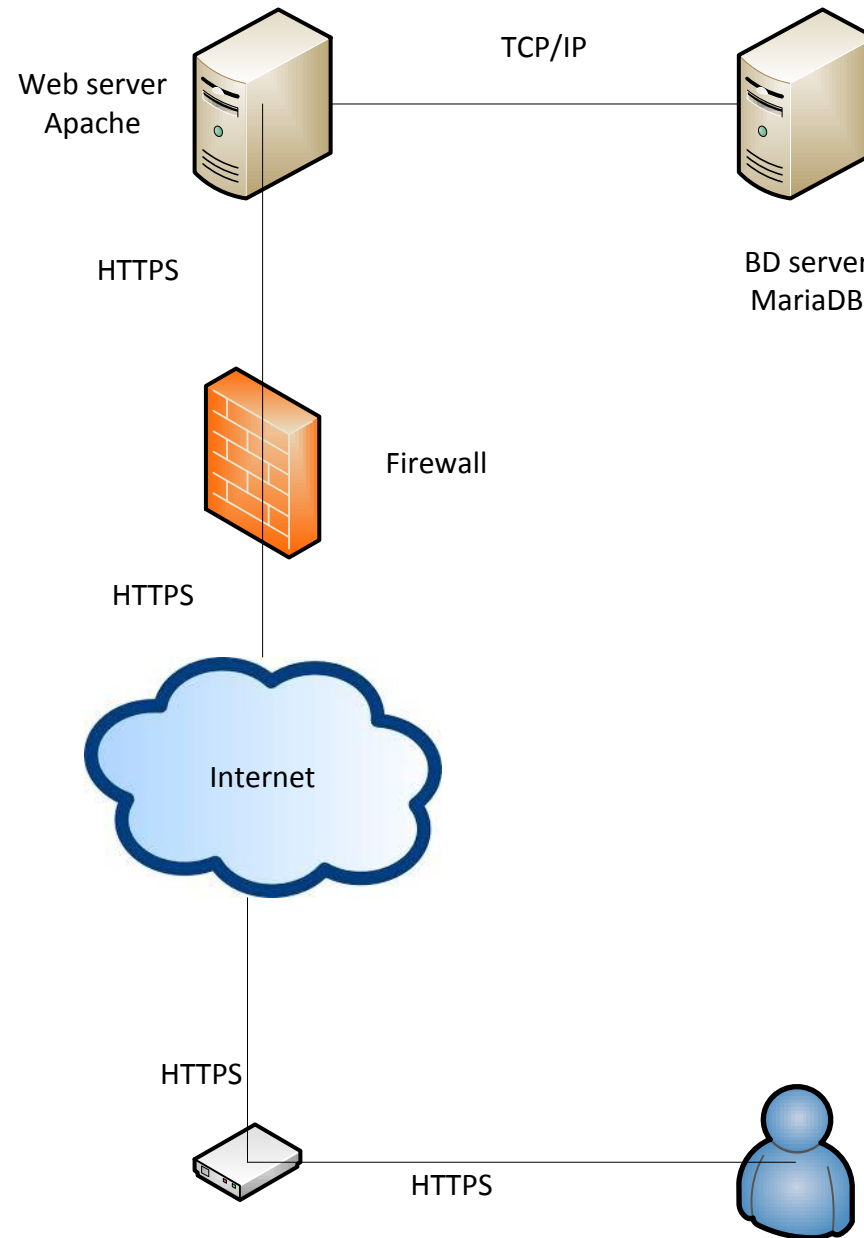 TCP/IP
Web server
Apache
HTTPS
BD server
MariaDB
Firewall
HTTPS
Internet
HTTPS
HTTPS